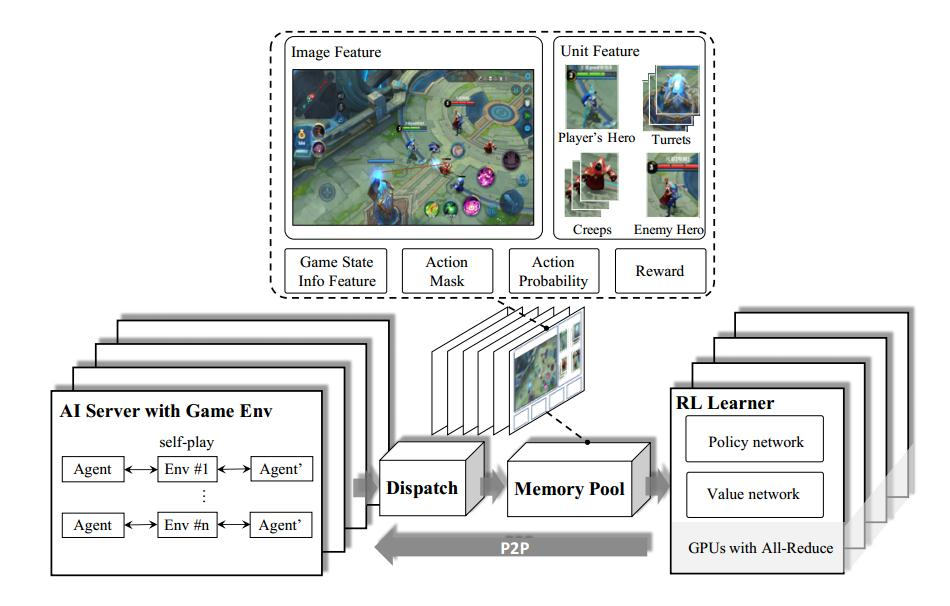 Image Feature
Unit Feature
Player's Hero
Turrets
Creeps
Enemy Hero
Game State
Info Feature
Action
Mask
Action
Probability
Reward
AI Server with Game Env
self-play
Agent
Env #1
Agent'
⋮
Agent
Env #n
Agent'
Dispatch
Memory Pool
RL Learner
Policy network
Value network
GPUs with All-Reduce
P2P